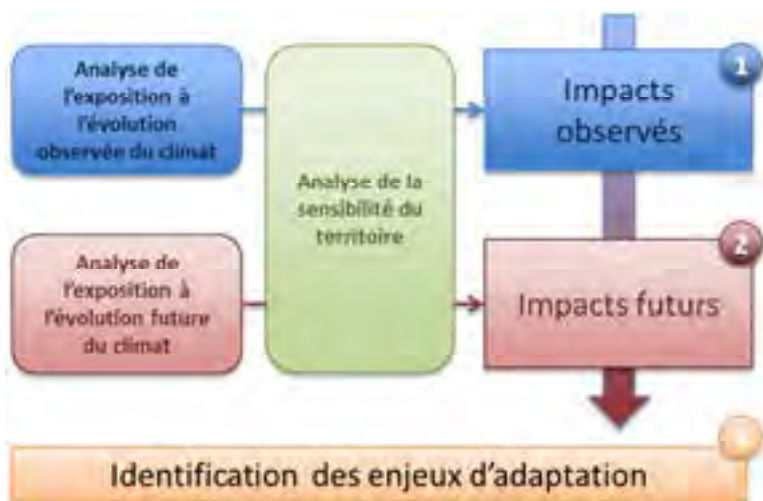 Analyse de
l'exposition à
l'évolution
observée du climat
Analyse de la
sensibilité du
territoire
1
Impacts
observés
Analyse de
l'exposition à
l'évolution future
du climat
2
Impacts futurs
Identification des enjeux d'adaptation